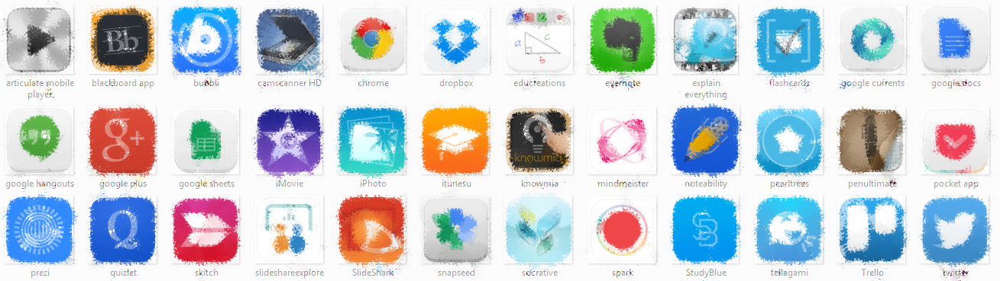 articulate mobile
player
blackboard app
bubbli
camscanner HD
chrome
dropbox
educreations
evernote
explain
everything
flashcards
google currents
google docs
google hangouts
google plus
google sheets
iMovie
iPhoto
itunesu
knowmia
mindmeister
noteability
pearltrees
penultimate
pocket app
prezi
quizlet
skitch
slideshareexplore
SlideShark
snapseed
socrative
spark
StudyBlue
tellagami
Trello
twitter
Bb
a
c
b
g+
knowmia